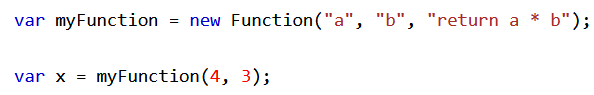 var myFunction = new Function("a", "b", "return a * b");
var x = myFunction(4, 3);